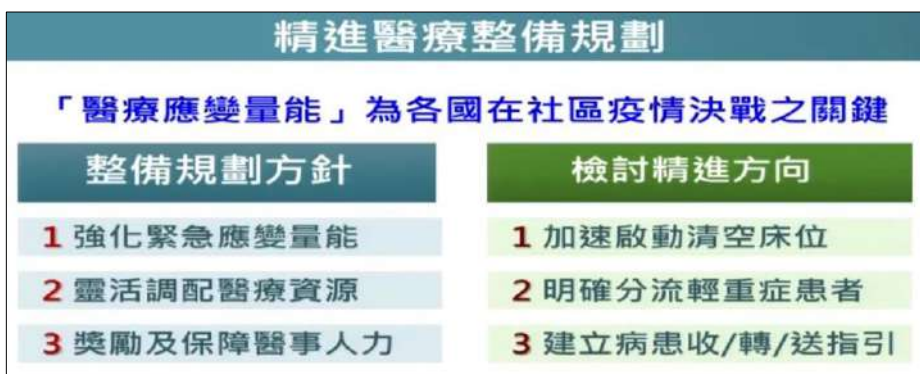 精進醫療整備規劃
「醫療應變量能」為各國在社區疫情決戰之關鍵
整備規劃方針
1 強化緊急應變量能
2 靈活調配醫療資源
3 獎勵及保障醫事人力
檢討精進方向
1 加速啟動清空床位
2 明確分流輕重症患者
3 建立病患收/轉/送指引